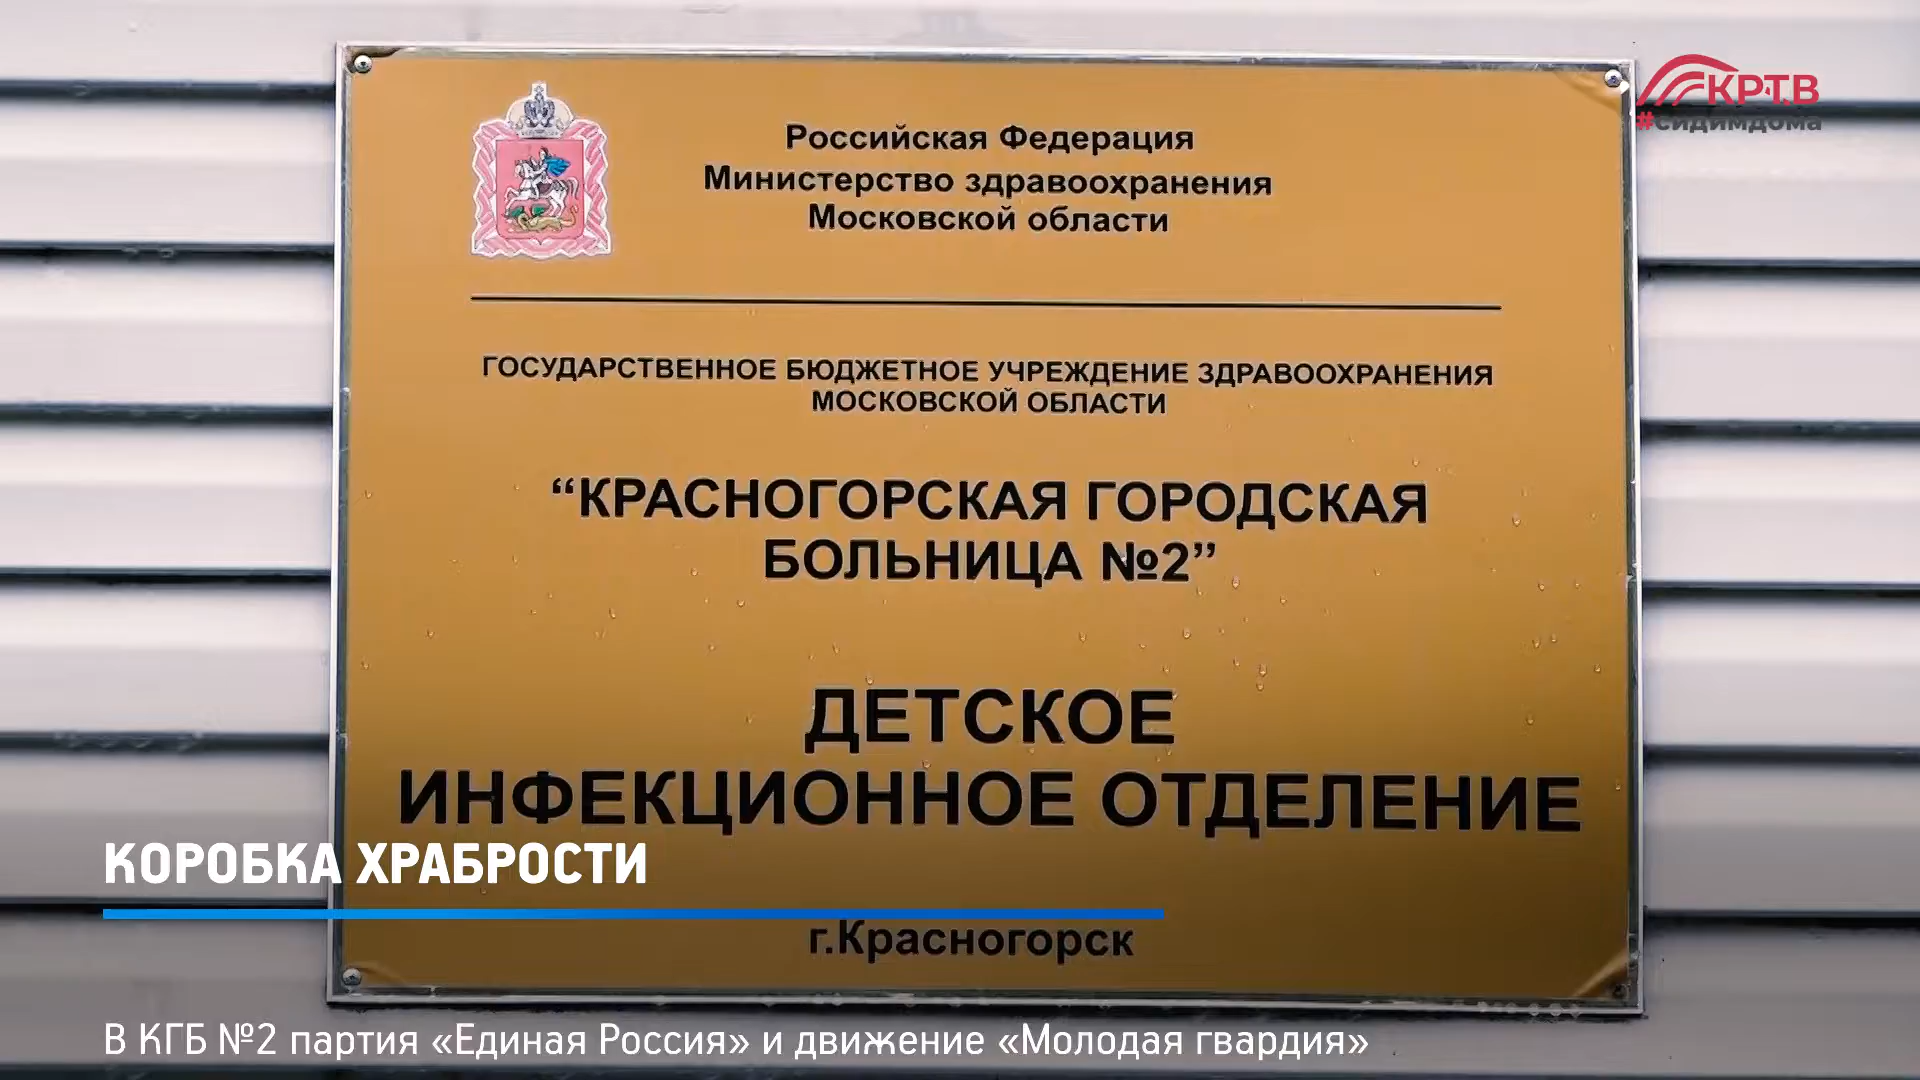 КРТВ
#сидимдома
Российская Федерация
Министерство здравоохранения
Московской области
ГОСУДАРСТВЕННОЕ БЮДЖЕТНОЕ УЧРЕЖДЕНИЕ ЗДРАВООХРАНЕНИЯ
МОСКОВСКОЙ ОБЛАСТИ
“КРАСНОГОРСКАЯ ГОРОДСКАЯ
БОЛЬНИЦА №2”
ДЕТСКОЕ
ИНФЕКЦИОННОЕ ОТДЕЛЕНИЕ
КОРОБКА ХРАБРОСТИ
г.Красногорск
В КГБ №2 партия «Единая Россия» и движение «Молодая гвардия»